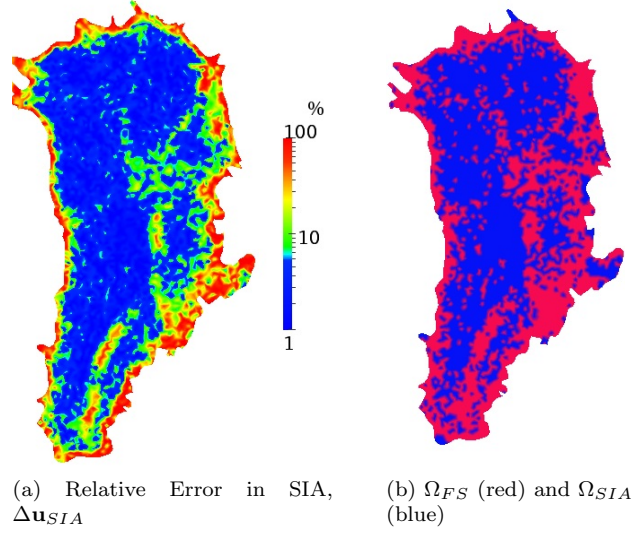 %
100
10
1
(a) Relative Error in SIA,
Δu_SIA
(b) Ω_FS (red) and Ω_SIA
(blue)